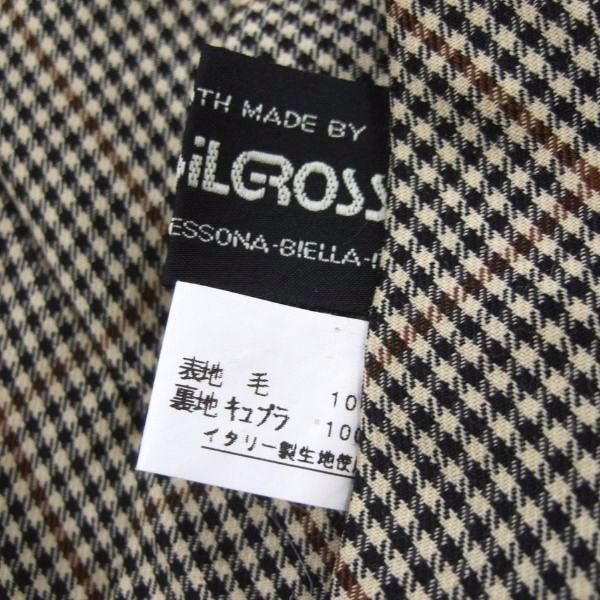 TH MADE BY
SiLGROSS
ESSONA-BIELLA-
表地 毛 10
裏地 キュプラ 100
イタリー製生地使